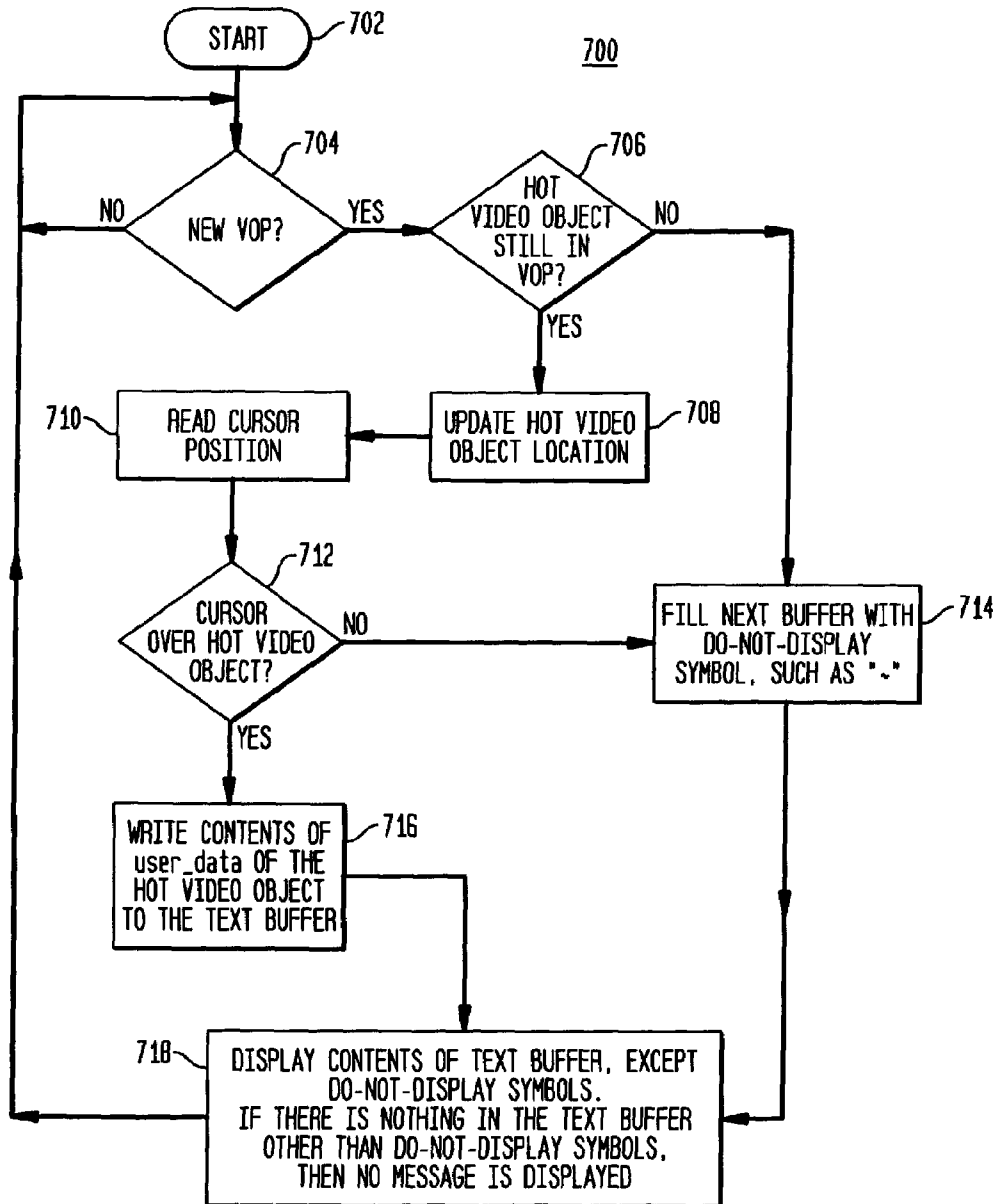 START
702
700
704
NEW VOP?
NO
YES
706
HOT
VIDEO OBJECT
STILL IN
VOP?
NO
YES
710
READ CURSOR
POSITION
UPDATE HOT VIDEO
OBJECT LOCATION
708
712
CURSOR
OVER HOT VIDEO
OBJECT?
NO
YES
FILL NEXT BUFFER WITH
DO-NOT-DISPLAY
SYMBOL, SUCH AS "~"
714
WRITE CONTENTS OF
user_data OF THE
HOT VIDEO OBJECT
TO THE TEXT BUFFER
716
718
DISPLAY CONTENTS OF TEXT BUFFER, EXCEPT
DO-NOT-DISPLAY SYMBOLS.
IF THERE IS NOTHING IN THE TEXT BUFFER
OTHER THAN DO-NOT-DISPLAY SYMBOLS,
THEN NO MESSAGE IS DISPLAYED